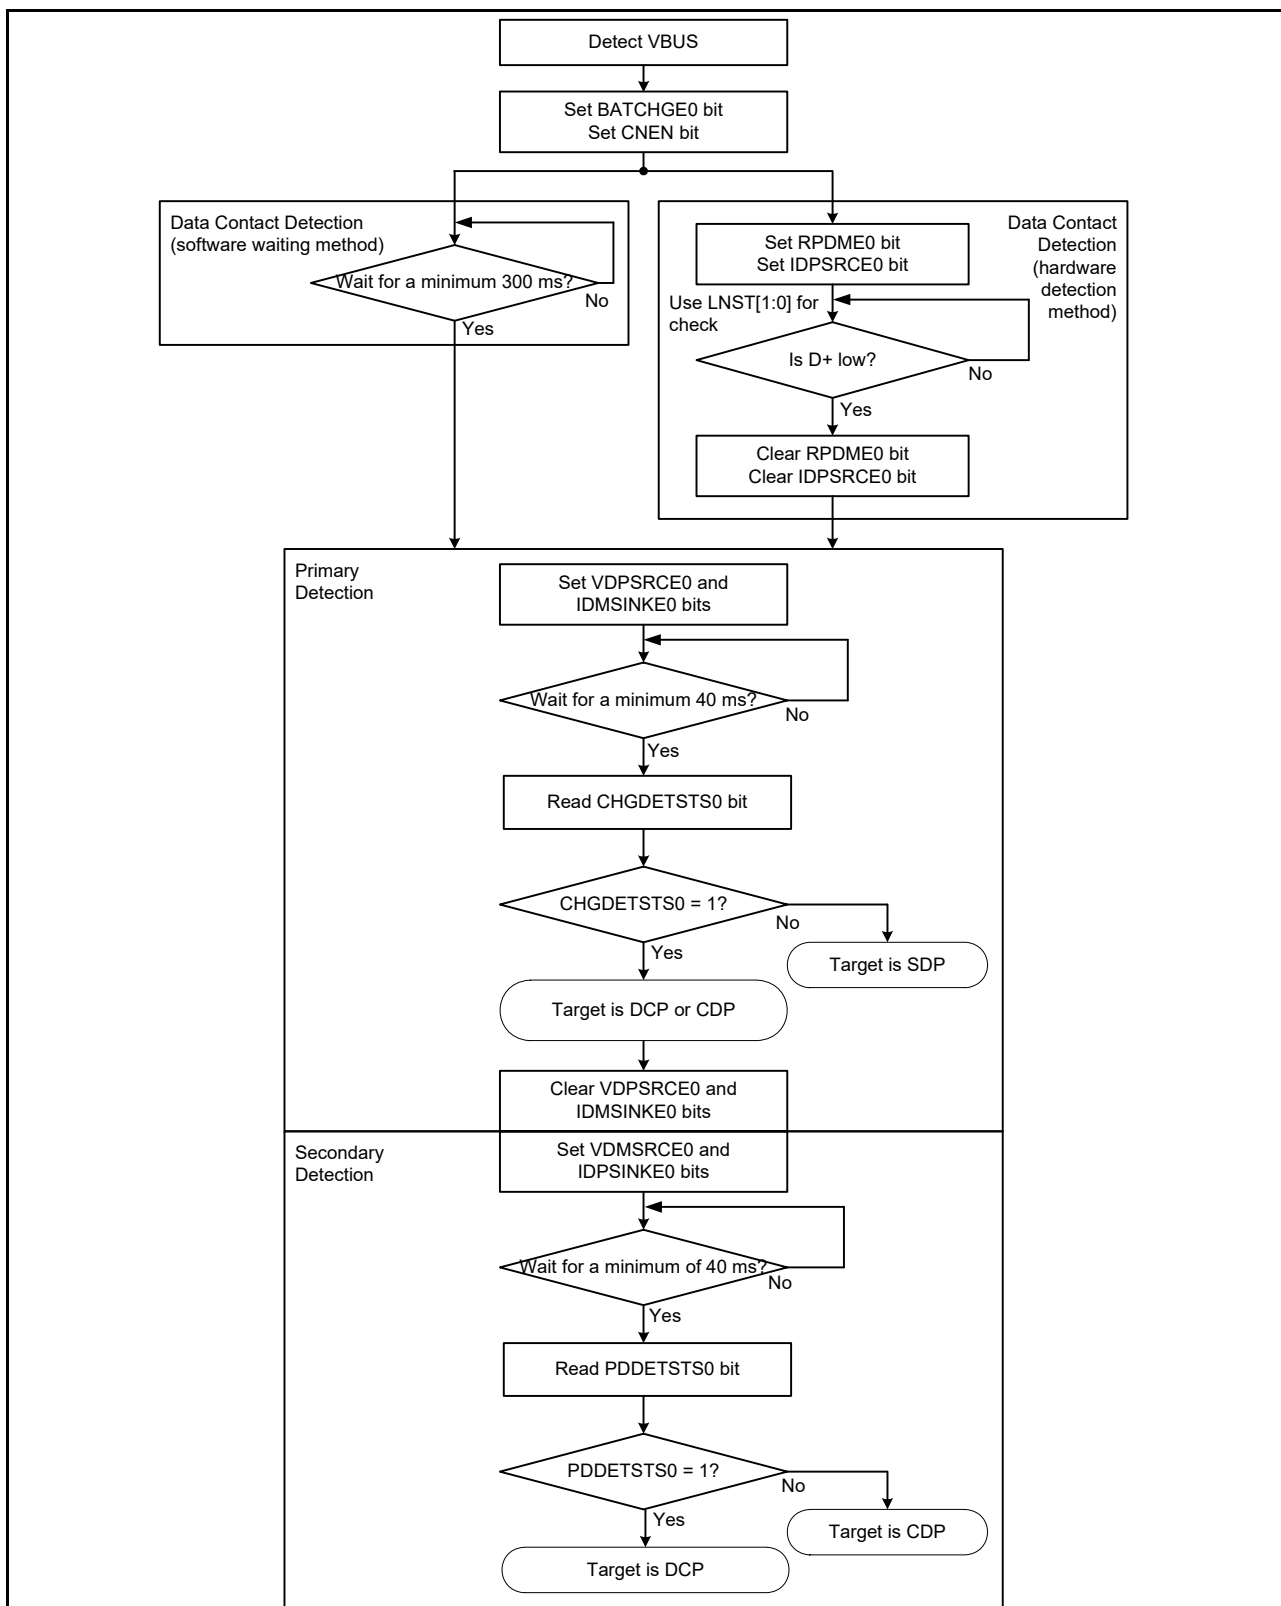 Detect VBUS
Set BATCHGE0 bit
Set CNEN bit
Data Contact Detection
(software waiting method)
Wait for a minimum 300 ms?
No
Yes
Data Contact
Detection
(hardware
detection
method)
Set RPDME0 bit
Set IDPSRCE0 bit
Use LNST[1:0] for
check
Is D+ low?
No
Yes
Clear RPDME0 bit
Clear IDPSRCE0 bit
Primary
Detection
Set VDPSRCE0 and
IDMSINKE0 bits
Wait for a minimum 40 ms?
No
Yes
Read CHGDETSTS0 bit
CHGDETSTS0 = 1?
No
Yes
Target is SDP
Target is DCP or CDP
Clear VDPSRCE0 and
IDMSINKE0 bits
Secondary
Detection
Set VDMSRCE0 and
IDPSINKE0 bits
Wait for a minimum of 40 ms?
No
Yes
Read PDDETSTS0 bit
PDDETSTS0 = 1?
No
Yes
Target is CDP
Target is DCP